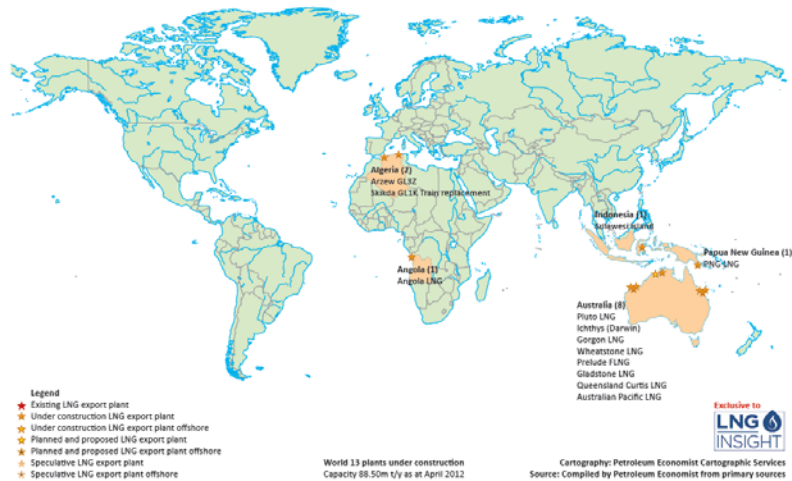 Algeria (2)
Arzew GL3Z
Skikda GL1K Train replacement
Indonesia (1)
Sulawesi Island
Papua New Guinea (1)
PNG LNG
Angola (1)
Angola LNG
Australia (8)
Pluto LNG
Ichthys (Darwin)
Gorgon LNG
Wheatstone LNG
Prelude FLNG
Gladstone LNG
Queensland Curtis LNG
Australian Pacific LNG
Legend
Existing LNG export plant
Under construction LNG export plant
Under construction LNG export plant offshore
Planned and proposed LNG export plant
Planned and proposed LNG export plant offshore
Speculative LNG export plant
Speculative LNG export plant offshore
World 13 plants under construction
Capacity 88.50m t/y as at April 2012
Exclusive to
LNG
INSIGHT
Cartography: Petroleum Economist Cartographic Services
Source: Compiled by Petroleum Economist from primary sources